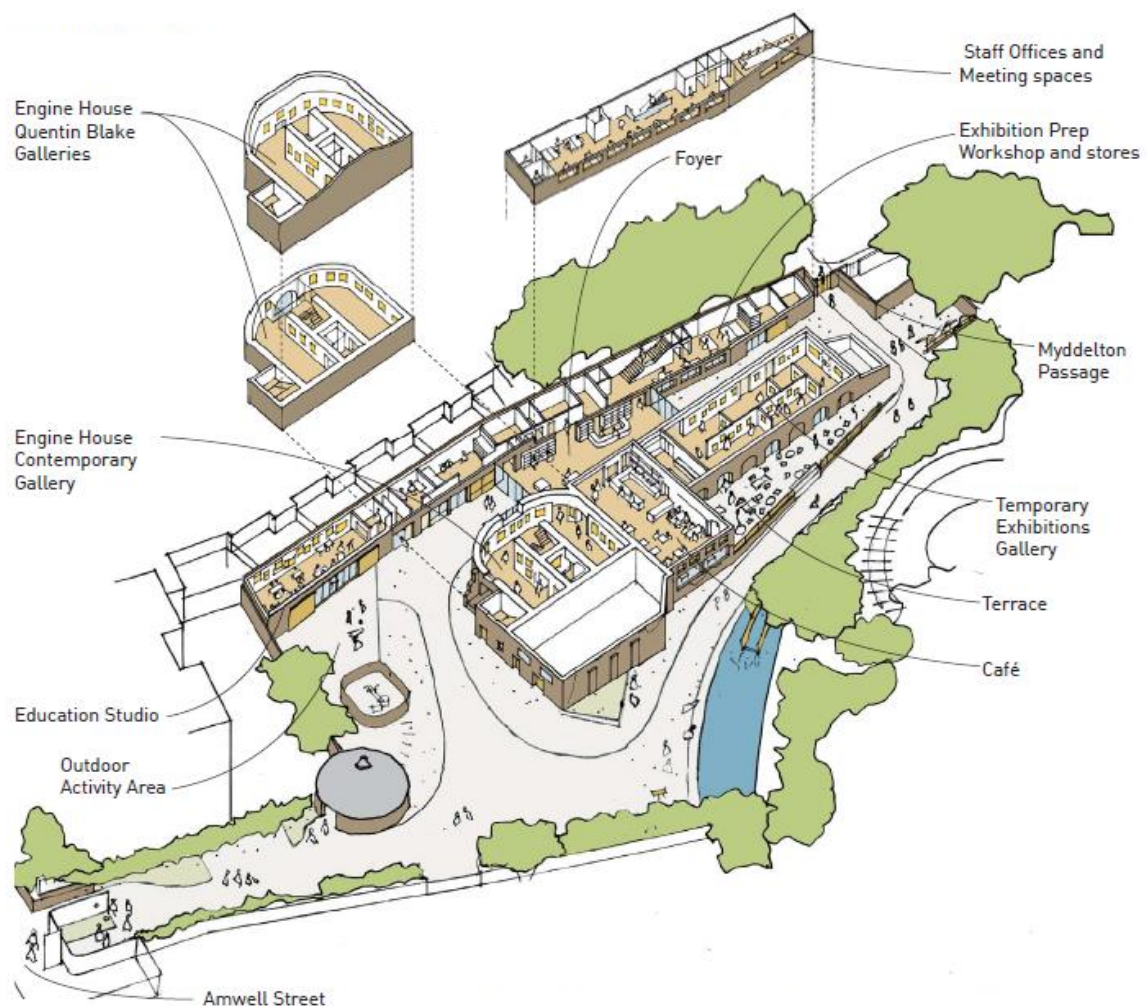 Staff Offices and
Meeting spaces
Engine House
Quentin Blake
Galleries
Exhibition Prep
Workshop and stores
Foyer
Myddelton
Passage
Engine House
Contemporary
Gallery
Temporary
Exhibitions
Gallery
Terrace
Café
Education Studio
Outdoor
Activity Area
Amwell Street